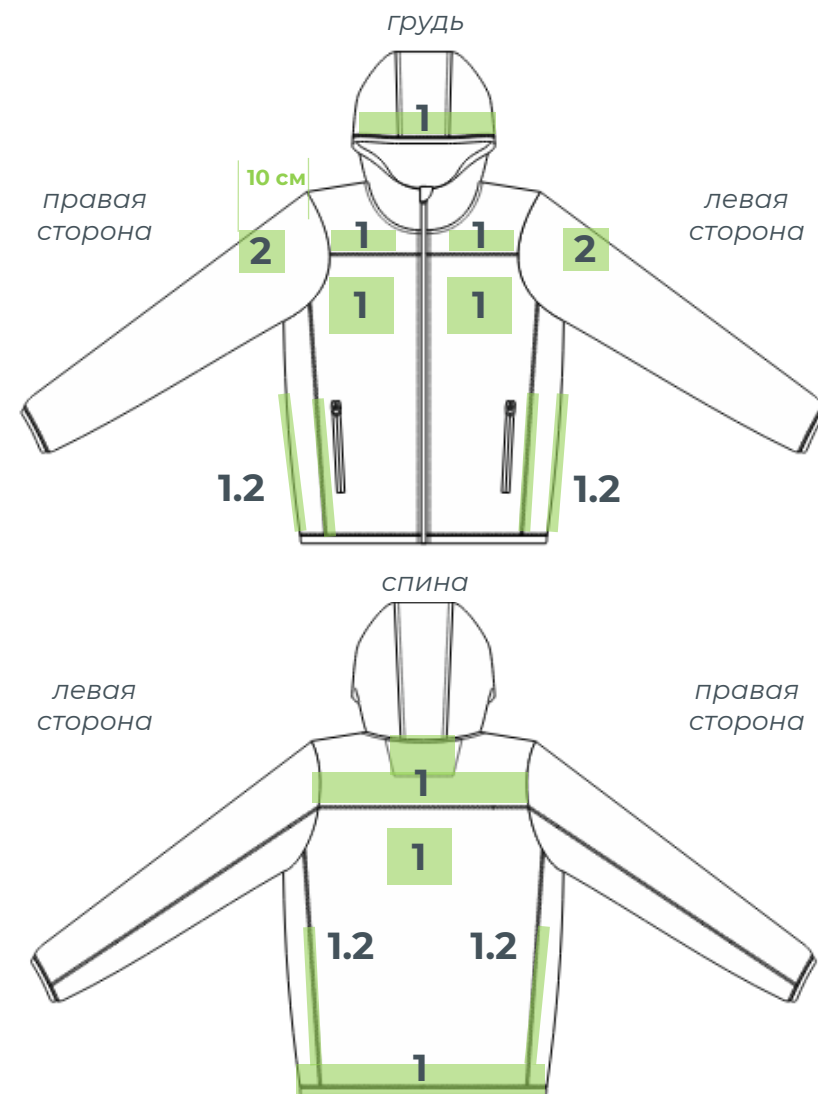 грудь
1
10 см
правая
сторона
левая
сторона
2
1
1
2
1
1
1.2
1.2
спина
левая
сторона
правая
сторона
1
1
1.2
1.2
1